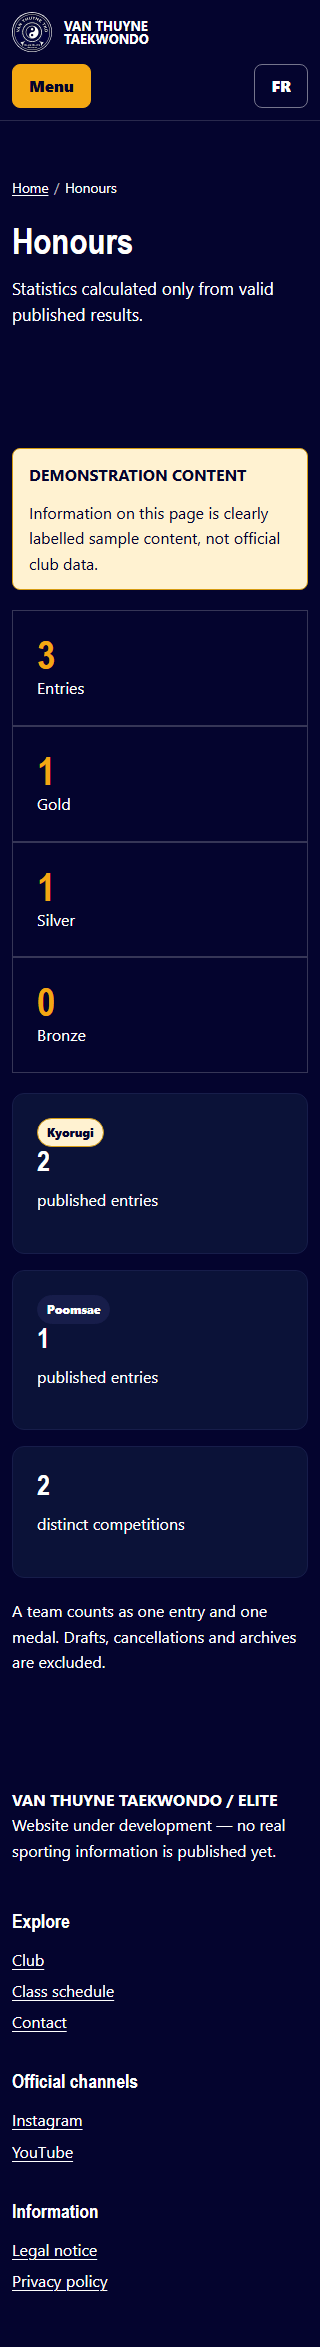 VAN THUYNE
TAEKWONDO
Menu
FR
Home / Honours
Honours
Statistics calculated only from valid
published results.
DEMONSTRATION CONTENT
Information on this page is clearly
labelled sample content, not official
club data.
3
Entries
1
Gold
1
Silver
0
Bronze
Kyorugi
2
published entries
Poomsae
1
published entries
2
distinct competitions
A team counts as one entry and one
medal. Drafts, cancellations and archives
are excluded.
VAN THUYNE TAEKWONDO / ELITE
Website under development — no real
sporting information is published yet.
Explore
Club
Class schedule
Contact
Official channels
Instagram
YouTube
Information
Legal notice
Privacy policy